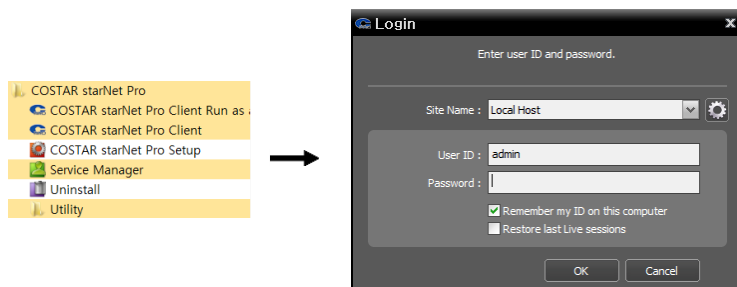 COSTAR starNet Pro
COSTAR starNet Pro Client Run as
COSTAR starNet Pro Client
COSTAR starNet Pro Setup
Service Manager
Uninstall
Utility
Login
Enter user ID and password.
Site Name : Local Host
User ID : admin
Password :
Remember my ID on this computer
Restore last Live sessions
OK Cancel